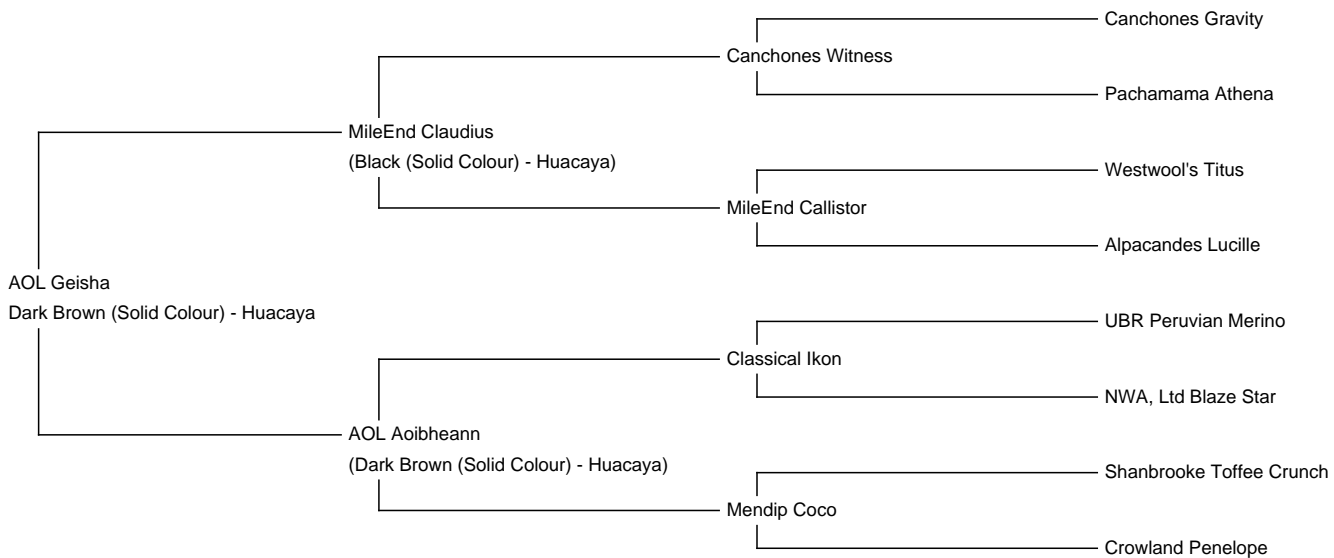 Canchones Gravity
Canchones Witness
Pachamama Athena
MileEnd Claudius
(Black (Solid Colour) - Huacaya)
Westwool's Titus
MileEnd Callistor
Alpacandes Lucille
AOL Geisha
Dark Brown (Solid Colour) - Huacaya
UBR Peruvian Merino
Classical Ikon
NWA, Ltd Blaze Star
AOL Aoibheann
(Dark Brown (Solid Colour) - Huacaya)
Shanbrooke Toffee Crunch
Mendip Coco
Crowland Penelope